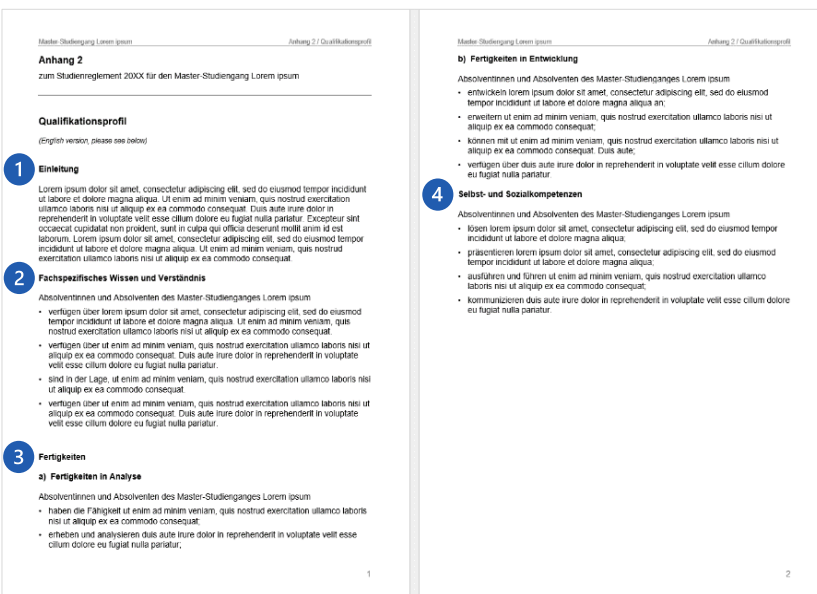 Master-Studiengang Lorem ipsum Anhang 2 / Qualifikationsprofil
Anhang 2
zum Studienreglement 20XX für den Master-Studiengang Lorem ipsum
Qualifikationsprofil
(English version, please see below)
1 Einleitung
Lorem ipsum dolor sit amet, consectetur adipiscing elit, sed do eiusmod tempor incididunt
ut labore et dolore magna aliqua. Ut enim ad minim veniam, quis nostrud exercitation
ullamco laboris nisi ut aliquip ex ea commodo consequat. Duis aute irure dolor in
reprehenderit in voluptate velit esse cillum dolore eu fugiat nulla pariatur. Excepteur sint
occaecat cupidatat non proident, sunt in culpa qui officia deserunt mollit anim id est
laborum. Lorem ipsum dolor sit amet, consectetur adipiscing elit, sed do eiusmod tempor
incididunt ut labore et dolore magna aliqua. Ut enim ad minim veniam, quis nostrud
exercitation ullamco laboris nisi ut aliquip ex ea commodo consequat.
2 Fachspezifisches Wissen und Verständnis
Absolventinnen und Absolventen des Master-Studienganges Lorem ipsum
• verfügen über lorem ipsum dolor sit amet, consectetur adipiscing elit, sed do eiusmod
tempor incididunt ut labore et dolore magna aliqua. Ut enim ad minim veniam, quis
nostrud exercitation ullamco laboris nisi ut aliquip ex ea commodo consequat.
• verfügen über ut enim ad minim veniam, quis nostrud exercitation ullamco laboris nisi ut
aliquip ex ea commodo consequat. Duis aute irure dolor in reprehenderit in voluptate
velit esse cillum dolore eu fugiat nulla pariatur.
• sind in der Lage, ut enim ad minim veniam, quis nostrud exercitation ullamco laboris nisi
ut aliquip ex ea commodo consequat.
• verfügen über ut enim ad minim veniam, quis nostrud exercitation ullamco laboris nisi ut
aliquip ex ea commodo consequat. Duis aute irure dolor in reprehenderit in voluptate
velit esse cillum dolore eu fugiat nulla pariatur.
3 Fertigkeiten
a) Fertigkeiten in Analyse
Absolventinnen und Absolventen des Master-Studienganges Lorem ipsum
• haben die Fähigkeit ut enim ad minim veniam, quis nostrud exercitation ullamco laboris
nisi ut aliquip ex ea commodo consequat;
• erheben und analysieren duis aute irure dolor in reprehenderit in voluptate velit esse
cillum dolore eu fugiat nulla pariatur;
1
Master-Studiengang Lorem ipsum Anhang 2 / Qualifikationsprofil
b) Fertigkeiten in Entwicklung
Absolventinnen und Absolventen des Master-Studienganges Lorem ipsum
• entwickeln lorem ipsum dolor sit amet, consectetur adipiscing elit, sed do eiusmod
tempor incididunt ut labore et dolore magna aliqua an;
• erweitern ut enim ad minim veniam, quis nostrud exercitation ullamco laboris nisi ut
aliquip ex ea commodo consequat;
• können mit ut enim ad minim veniam, quis nostrud exercitation ullamco laboris nisi ut
aliquip ex ea commodo consequat. Duis aute;
• verfügen über duis aute irure dolor in reprehenderit in voluptate velit esse cillum dolore
eu fugiat nulla pariatur.
4 Selbst- und Sozialkompetenzen
Absolventinnen und Absolventen des Master-Studienganges Lorem ipsum
• lösen lorem ipsum dolor sit amet, consectetur adipiscing elit, sed do eiusmod tempor
incididunt ut labore et dolore magna aliqua;
• präsentieren lorem ipsum dolor sit amet, consectetur adipiscing elit, sed do eiusmod
tempor incididunt ut labore et dolore magna aliqua;
• ausführen und führen ut enim ad minim veniam, quis nostrud exercitation ullamco
laboris nisi ut aliquip ex ea commodo consequat;
• kommunizieren duis aute irure dolor in reprehenderit in voluptate velit esse cillum dolore
eu fugiat nulla pariatur.
2